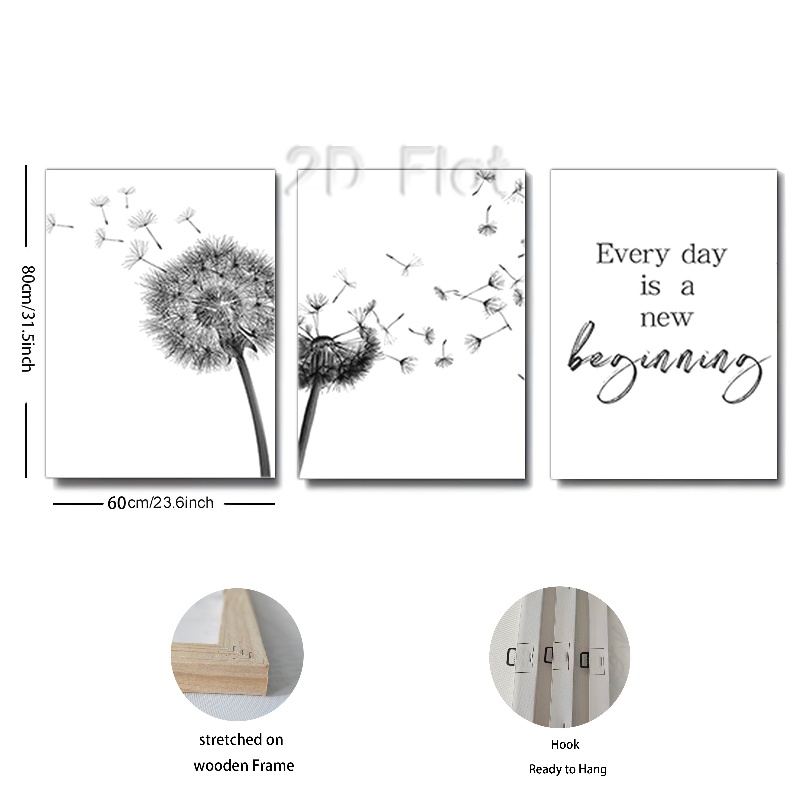 2D Flat
80cm/31.5inch
Every day
is a
new
beginning
60cm/23.6inch
stretched on
wooden Frame
Hook
Ready to Hang